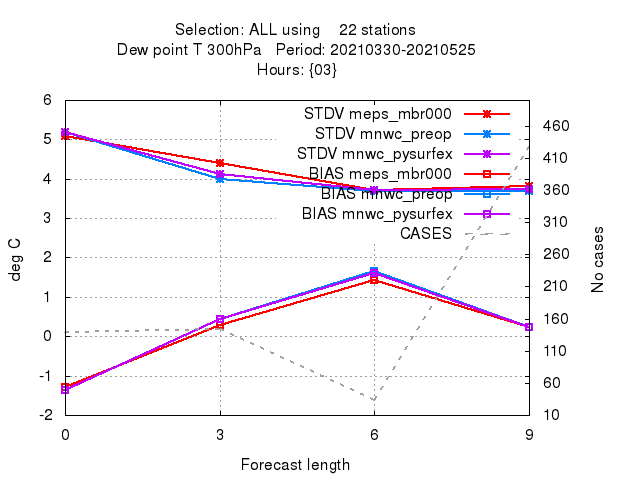 Selection: ALL using 22 stations
Dew point T 300hPa Period: 20210330-20210525
Hours: {03}
STDV meps_mbr000
STDV mnwc_preop
STDV mnwc_pysurfex
BIAS meps_mbr000
BIAS mnwc_preop
BIAS mnwc_pysurfex
CASES
6
5
4
3
2
1
0
-1
-2
deg C
460
410
360
310
260
210
160
110
60
10
No cases
0 3 6 9
Forecast length